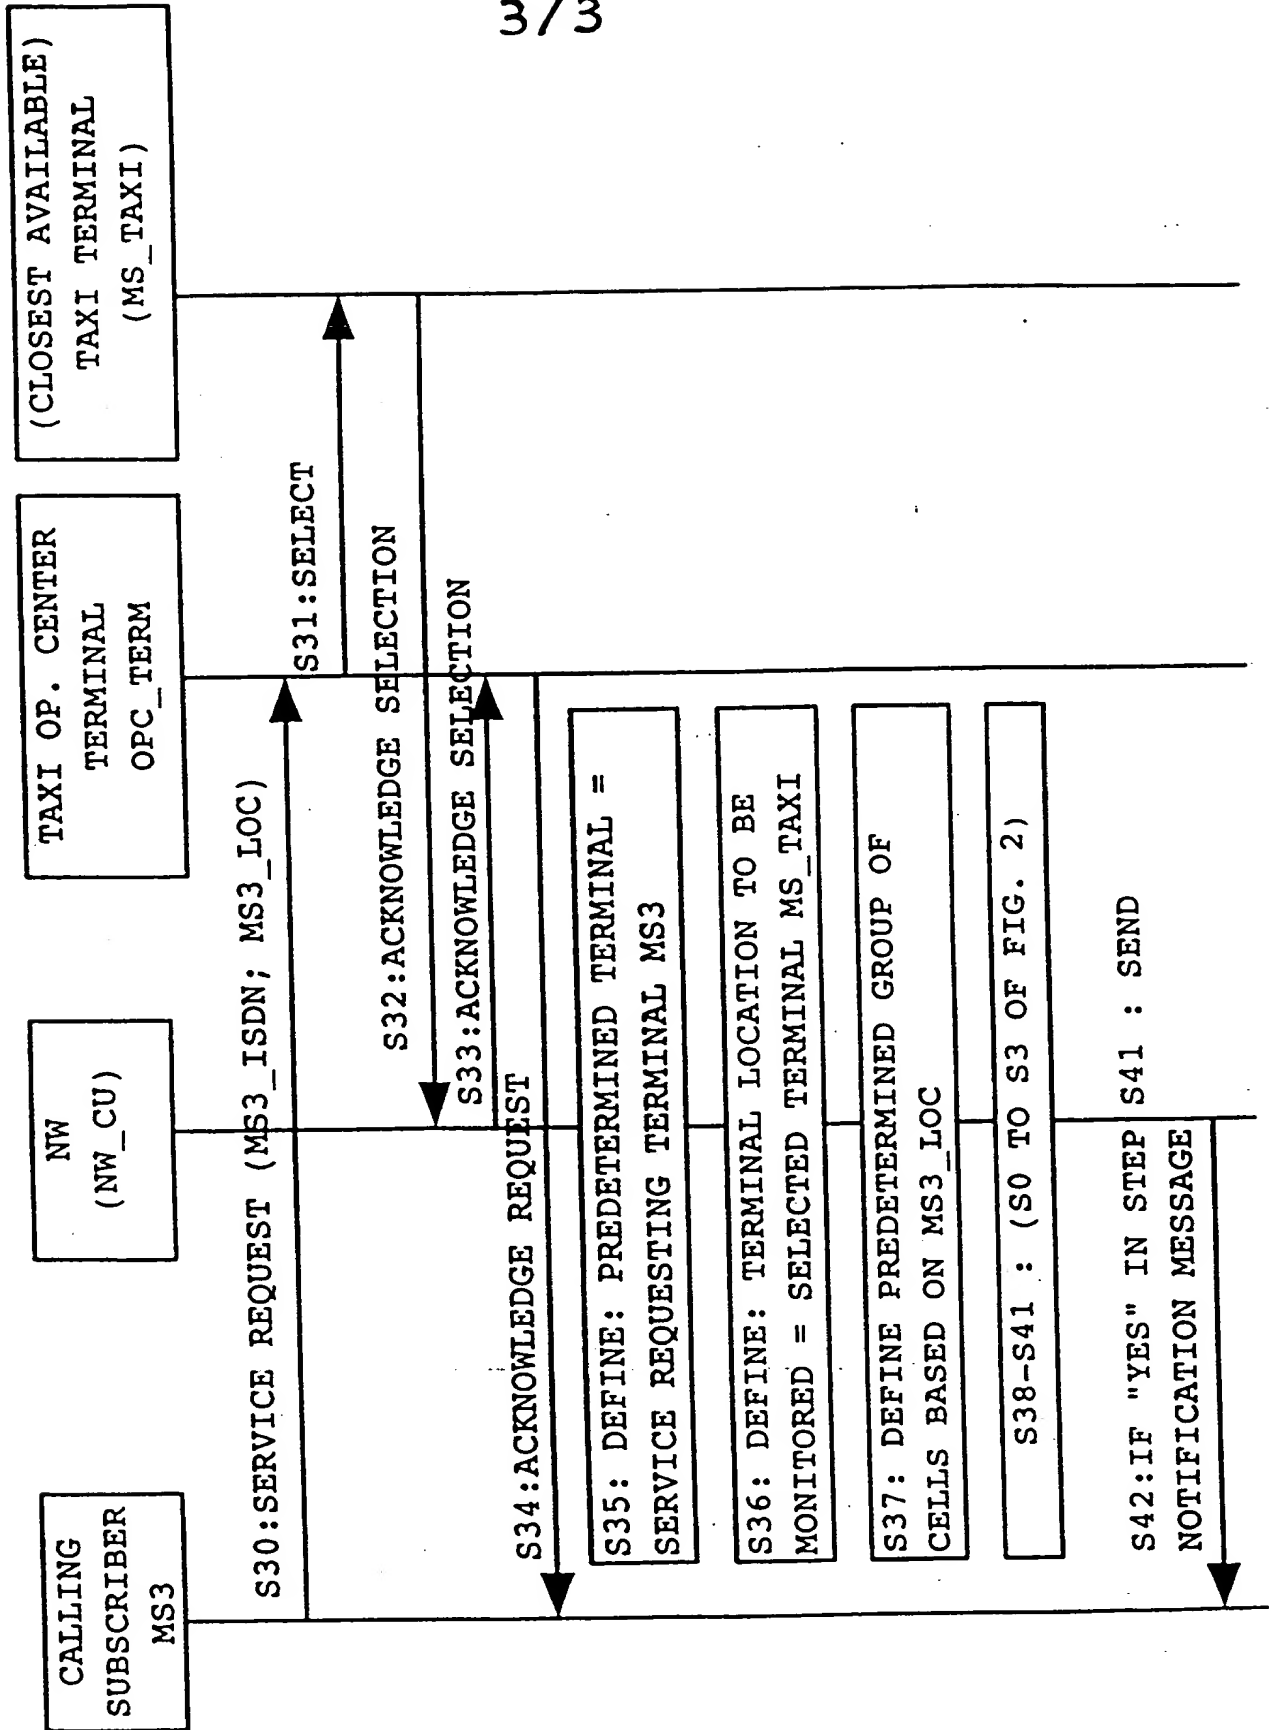 3/3
CALLING
SUBSCRIBER
MS3
NW
(NW_CU)
TAXI OP. CENTER
TERMINAL
OPC_TERM
(CLOSEST AVAILABLE)
TAXI TERMINAL
(MS_TAXI)
S30:SERVICE REQUEST (MS3_ISDN; MS3_LOC)
S31:SELECT
S32:ACKNOWLEDGE SELECTION
S33:ACKNOWLEDGE SELECTION
S34:ACKNOWLEDGE REQUEST
S35: DEFINE: PREDETERMINED TERMINAL =
SERVICE REQUESTING TERMINAL MS3
S36: DEFINE: TERMINAL LOCATION TO BE
MONITORED = SELECTED TERMINAL MS_TAXI
S37: DEFINE PREDETERMINED GROUP OF
CELLS BASED ON MS3_LOC
S38-S41 : (S0 TO S3 OF FIG. 2)
S42:IF "YES" IN STEP S41 : SEND
NOTIFICATION MESSAGE